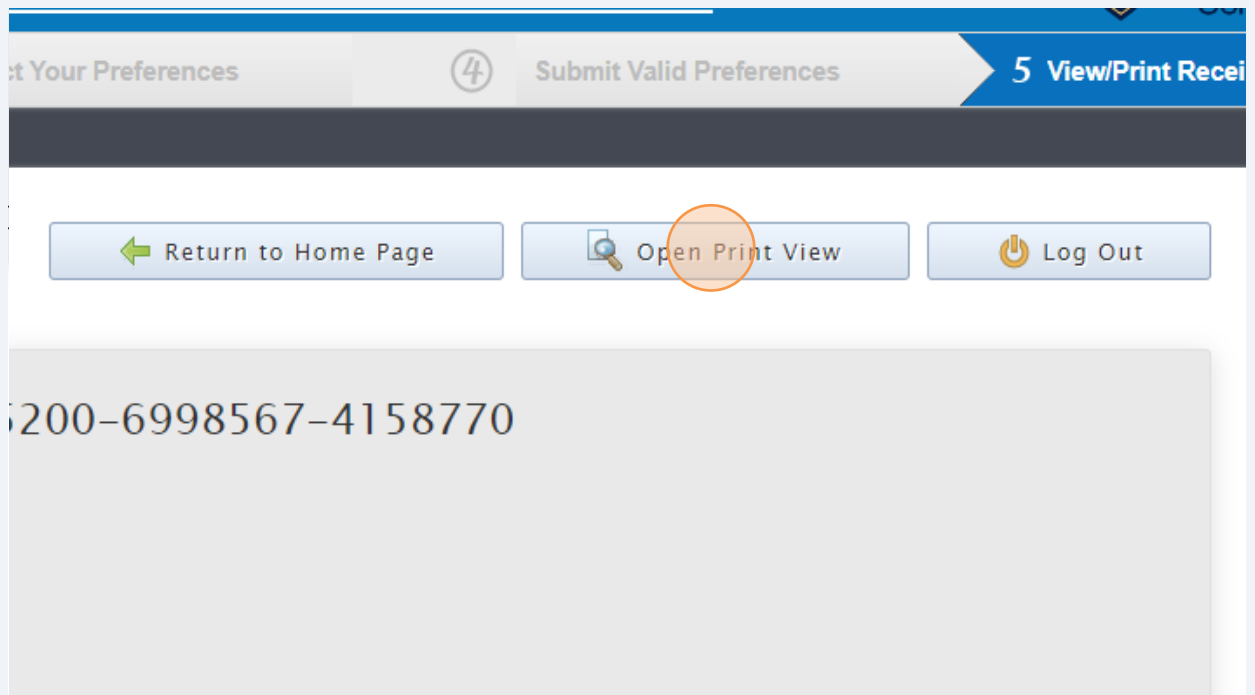 ct Your Preferences
4 Submit Valid Preferences
5 View/Print Recei
Return to Home Page
Open Print View
Log Out
5200-6998567-4158770